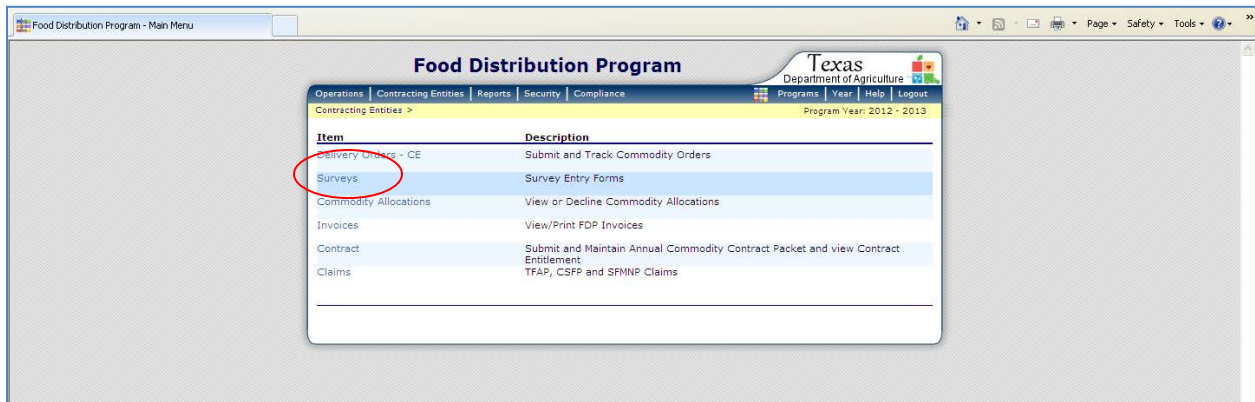 Food Distribution Program - Main Menu
Page Safety Tools
Food Distribution Program
Texas
Department of Agriculture
Operations | Contracting Entities | Reports | Security | Compliance
Programs | Year | Help | Logout
Contracting Entities >
Program Year: 2012 - 2013
Item Description
Delivery Orders - CE Submit and Track Commodity Orders
Surveys Survey Entry Forms
Commodity Allocations View or Decline Commodity Allocations
Invoices View/Print FDP Invoices
Contract Submit and Maintain Annual Commodity Contract Packet and view Contract
Entitlement
Claims TFAP, CSFP and SFMNP Claims